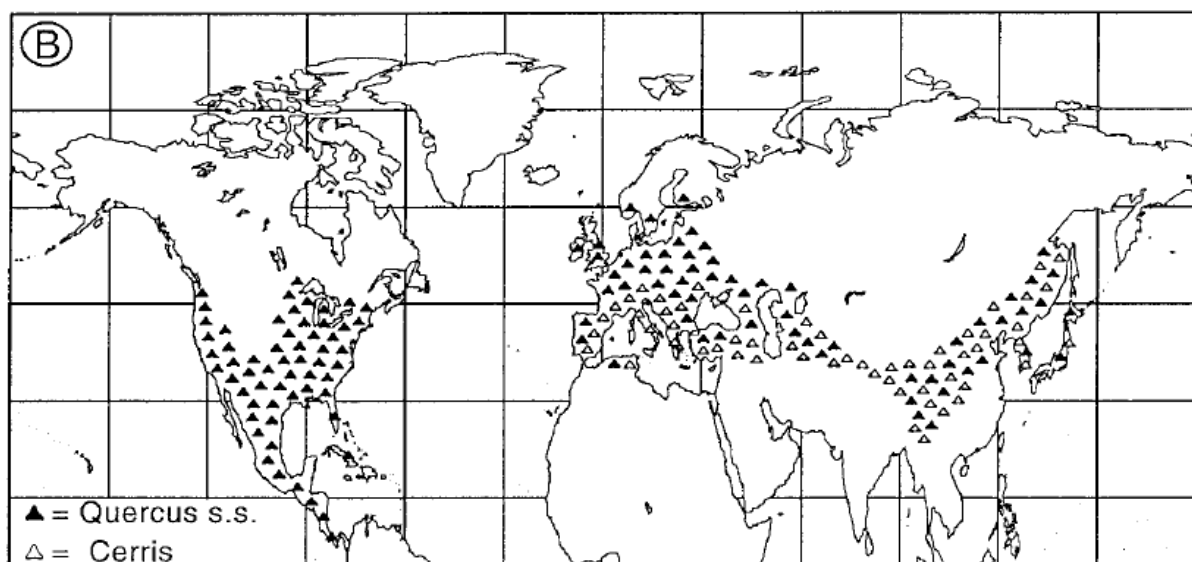 B
▲ = Quercus s.s.
△ = Cerris